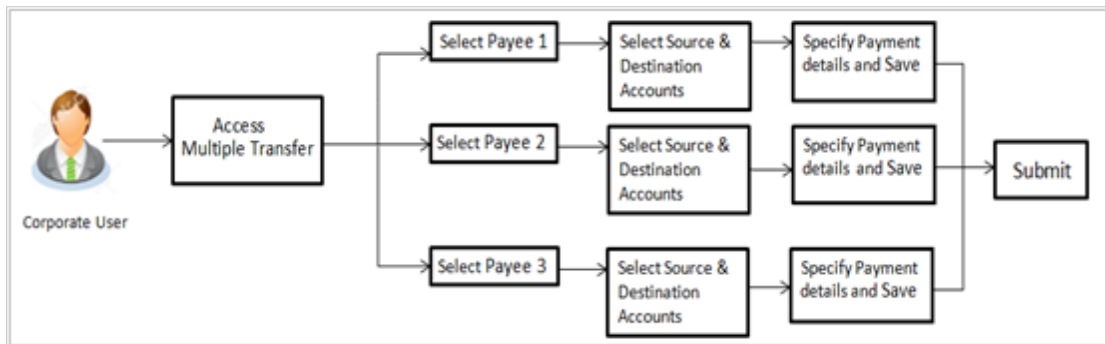 Corporate User
Access
Multiple Transfer
Select Payee 1
Select Source &
Destination
Accounts
Specify Payment
details and Save
Select Payee 2
Select Source &
Destination
Accounts
Specify Payment
details and Save
Select Payee 3
Select Source &
Destination
Accounts
Specify Payment
details and Save
Submit